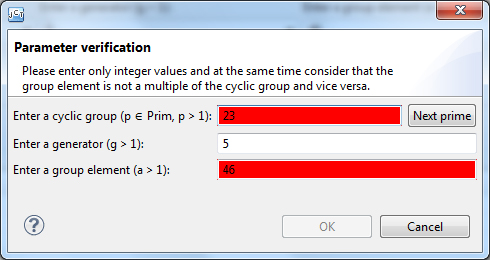 JCT
Parameter verification
Please enter only integer values and at the same time consider that the
group element is not a multiple of the cyclic group and vice versa.
Enter a cyclic group (p ∈ Prim, p > 1): 23 Next prime
Enter a generator (g > 1): 5
Enter a group element (a > 1): 46
? OK Cancel